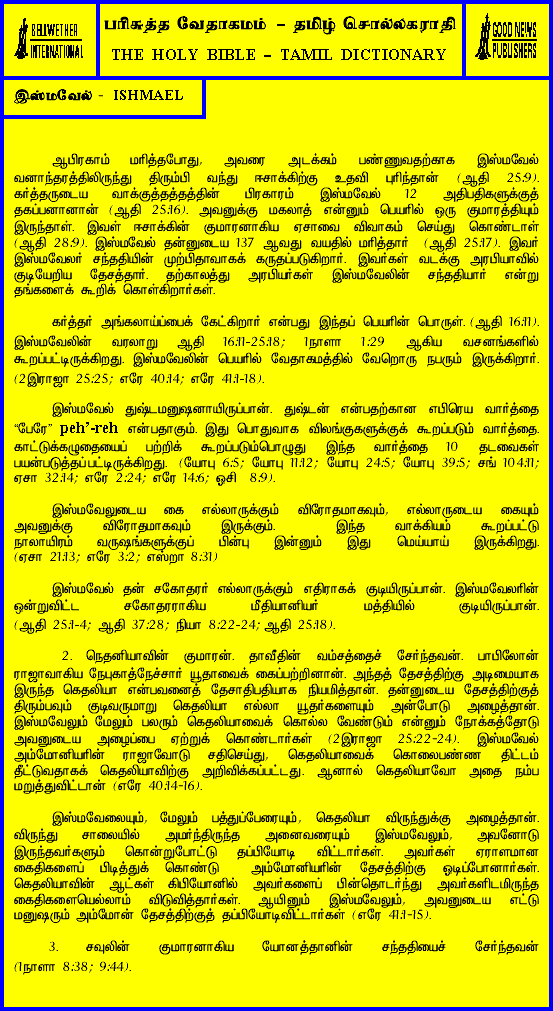 BELLWETHER
INTERNATIONAL
பரிசுத்த வேதாகமம் – தமிழ் சொல்லகராதி
THE HOLY BIBLE – TAMIL DICTIONARY
GOOD NEWS
PUBLISHERS
இஸ்மவேல் - ISHMAEL
ஆபிரகாம் மரித்தபோது, அவரை அடக்கம் பண்ணுவதற்காக இஸ்மவேல்
வனாந்தரத்திலிருந்து திரும்பி வந்து ஈசாக்கிற்கு உதவி புரிந்தான் (ஆதி 25:9).
கர்த்தருடைய வாக்குத்தத்தத்தின் பிரகாரம் இஸ்மவேல் 12 அதிபதிகளுக்குத்
தகப்பனானான் (ஆதி 25:16). அவனுக்கு மகலாத் என்னும் பெயரில் ஒரு குமாரத்தியும்
இருந்தாள். இவள் ஈசாக்கின் குமாரனாகிய ஏசாவை விவாகம் செய்து கொண்டாள்
(ஆதி 28:9). இஸ்மவேல் தன்னுடைய 137 ஆவது வயதில் மரித்தார் (ஆதி 25:17). இவர்
இஸ்மவேலர் சந்ததியின் முற்பிதாவாகக் கருதப்படுகிறார். இவர்கள் வடக்கு அரபியாவில்
குடியேறிய தேசத்தார். தற்காலத்து அரபியர்கள் இஸ்மவேலின் சந்ததியார் என்று
தங்களைக் கூறிக் கொள்கிறார்கள்.
கர்த்தர் அங்கலாய்ப்பைக் கேட்கிறார் என்பது இந்தப் பெயரின் பொருள். (ஆதி 16:11).
இஸ்மவேலின் வரலாறு ஆதி 16:11-25:18; 1நாளா 1:29 ஆகிய வசனங்களில்
கூறப்பட்டிருக்கிறது. இஸ்மவேலின் பெயரில் வேதாகமத்தில் வேறொரு நபரும் இருக்கிறார்.
(2இராஜா 25:25; எரே 40:14; எரே 41:1-18).
இஸ்மவேல் துஷ்டமனுஷனாயிருப்பான். துஷ்டன் என்பதற்கான எபிரெய வார்த்தை
“பேரே” peh’-reh என்பதாகும். இது பொதுவாக விலங்குகளுக்குக் கூறப்படும் வார்த்தை.
காட்டுக்கழுதையைப் பற்றிக் கூறப்படும்பொழுது இந்த வார்த்தை 10 தடவைகள்
பயன்படுத்தப்பட்டிருக்கிறது. (யோபு 6:5; யோபு 11:12; யோபு 24:5; யோபு 39:5; சங் 104:11;
ஏசா 32:14; எரே 2:24; எரே 14:6; ஓசி 8:9).
இஸ்மவேலுடைய கை எல்லாருக்கும் விரோதமாகவும், எல்லாருடைய கையும்
அவனுக்கு விரோதமாகவும் இருக்கும். இந்த வாக்கியம் கூறப்பட்டு
நாலாயிரம் வருஷங்களுக்குப் பின்பு இன்னும் இது மெய்யாய் இருக்கிறது.
(ஏசா 21:13; எரே 3:2; எஸ்றா 8:31)
இஸ்மவேல் தன் சகோதரர் எல்லாருக்கும் எதிராகக் குடியிருப்பான். இஸ்மவேலரின்
ஒன்றுவிட்ட சகோதரராகிய மீதியானியர் மத்தியில் குடியிருப்பான்.
(ஆதி 25:1-4; ஆதி 37:28; நியா 8:22-24; ஆதி 25:18).
2. நெதனியாவின் குமாரன். தாவீதின் வம்சத்தைச் சேர்ந்தவன். பாபிலோன்
ராஜாவாகிய நேபுகாத்நேச்சார் யூதாவைக் கைப்பற்றினான். அந்தத் தேசத்திற்கு அடிமையாக
இருந்த கெதலியா என்பவனைத் தேசாதிபதியாக நியமித்தான். தன்னுடைய தேசத்திற்குத்
திரும்பவும் குடிவருமாறு கெதலியா எல்லா யூதர்களையும் அன்போடு அழைத்தான்.
இஸ்மவேலும் மேலும் பலரும் கெதலியாவைக் கொல்ல வேண்டும் என்னும் நோக்கத்தோடு
அவனுடைய அழைப்பை ஏற்றுக் கொண்டார்கள் (2இராஜா 25:22-24). இஸ்மவேல்
அம்மோனியரின் ராஜாவோடு சதிசெய்து, கெதலியாவைக் கொலைபண்ண திட்டம்
தீட்டுவதாகக் கெதலியாவிற்கு அறிவிக்கப்பட்டது. ஆனால் கெதலியாவோ அதை நம்ப
மறுத்துவிட்டான் (எரே 40:14-16).
இஸ்மவேலையும், மேலும் பத்துப்பேரையும், கெதலியா விருந்துக்கு அழைத்தான்.
விருந்து சாலையில் அமர்ந்திருந்த அனைவரையும் இஸ்மவேலும், அவனோடு
இருந்தவர்களும் கொன்றுபோட்டு தப்பியோடி விட்டார்கள். அவர்கள் ஏராளமான
கைதிகளைப் பிடித்துக் கொண்டு அம்மோனியரின் தேசத்திற்கு ஓடிப்போனார்கள்.
கெதலியாவின் ஆட்கள் கிபியோனில் அவர்களைப் பின்தொடர்ந்து அவர்களிடமிருந்த
கைதிகளையெல்லாம் விடுவித்தார்கள். ஆயினும் இஸ்மவேலும், அவனுடைய எட்டு
மனுஷரும் அம்மோன் தேசத்திற்குத் தப்பியோடிவிட்டார்கள் (எரே 41:1-15).
3. சவுலின் குமாரனாகிய யோனத்தானின் சந்ததியைச் சேர்ந்தவன்
(1நாளா 8:38; 9:44).